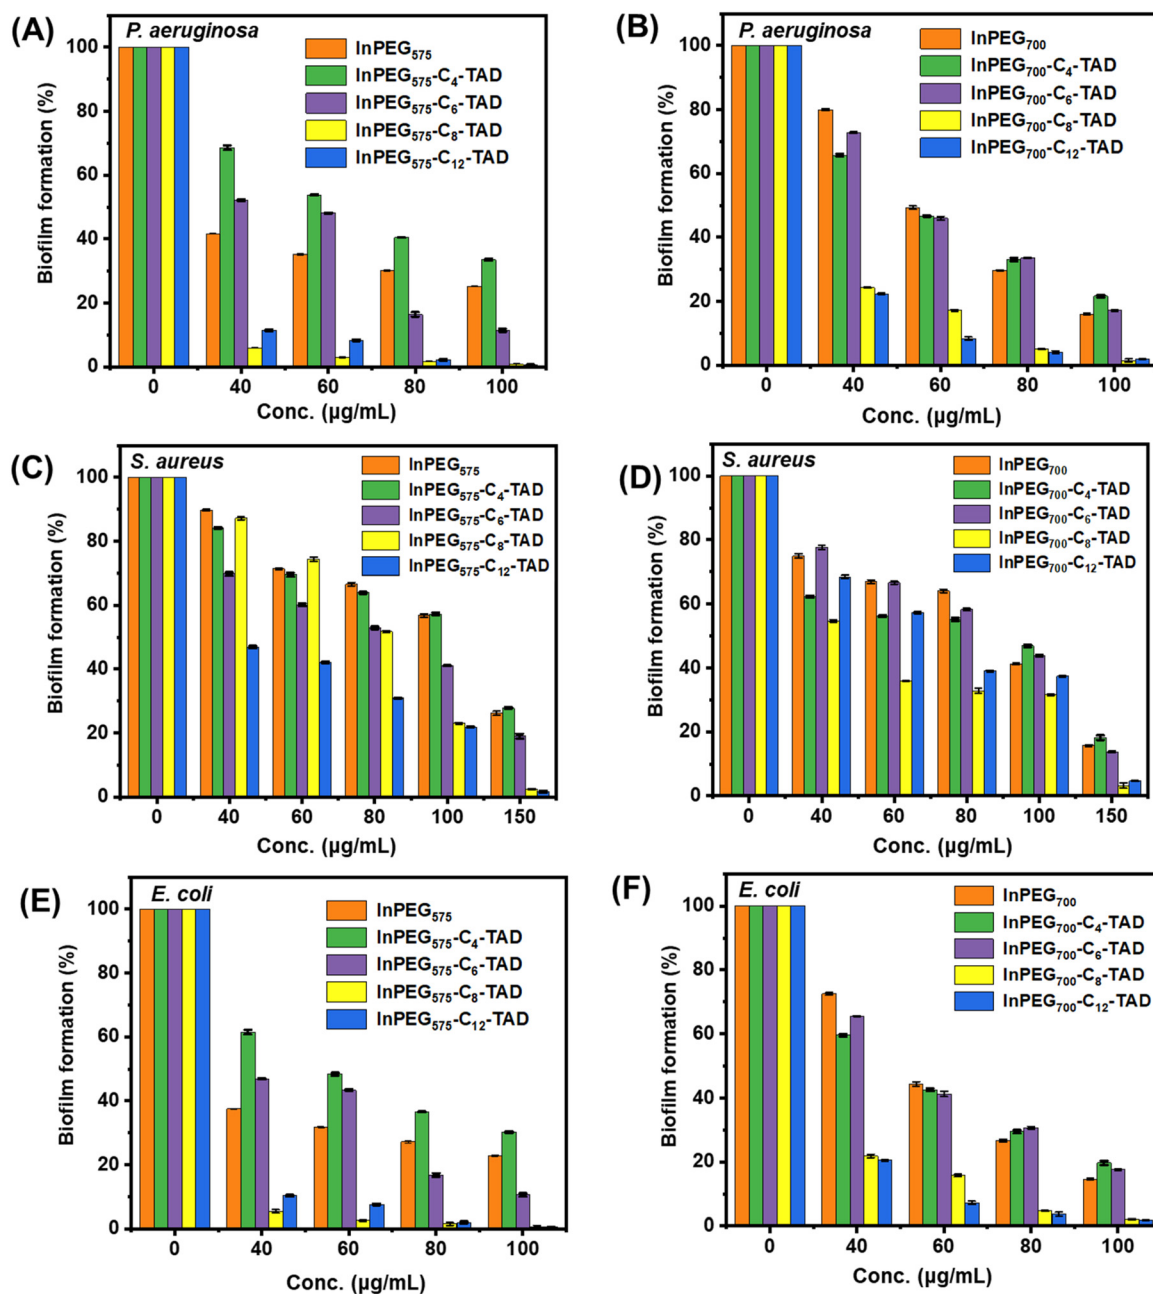 (A)
P. aeruginosa
InPEG₅₇₅
InPEG₅₇₅-C₄-TAD
InPEG₅₇₅-C₆-TAD
InPEG₅₇₅-C₈-TAD
InPEG₅₇₅-C₁₂-TAD
Biofilm formation (%)
100
80
60
40
20
0
0 40 60 80 100
Conc. (µg/mL)
(B)
P. aeruginosa
InPEG₇₀₀
InPEG₇₀₀-C₄-TAD
InPEG₇₀₀-C₆-TAD
InPEG₇₀₀-C₈-TAD
InPEG₇₀₀-C₁₂-TAD
Biofilm formation (%)
100
80
60
40
20
0
0 40 60 80 100
Conc. (µg/mL)
(C)
S. aureus
InPEG₅₇₅
InPEG₅₇₅-C₄-TAD
InPEG₅₇₅-C₆-TAD
InPEG₅₇₅-C₈-TAD
InPEG₅₇₅-C₁₂-TAD
Biofilm formation (%)
100
80
60
40
20
0
0 40 60 80 100 150
Conc. (µg/mL)
(D)
S. aureus
InPEG₇₀₀
InPEG₇₀₀-C₄-TAD
InPEG₇₀₀-C₆-TAD
InPEG₇₀₀-C₈-TAD
InPEG₇₀₀-C₁₂-TAD
Biofilm formation (%)
100
80
60
40
20
0
0 40 60 80 100 150
Conc. (µg/mL)
(E)
E. coli
InPEG₅₇₅
InPEG₅₇₅-C₄-TAD
InPEG₅₇₅-C₆-TAD
InPEG₅₇₅-C₈-TAD
InPEG₅₇₅-C₁₂-TAD
Biofilm formation (%)
100
80
60
40
20
0
0 40 60 80 100
Conc. (µg/mL)
(F)
E. coli
InPEG₇₀₀
InPEG₇₀₀-C₄-TAD
InPEG₇₀₀-C₆-TAD
InPEG₇₀₀-C₈-TAD
InPEG₇₀₀-C₁₂-TAD
Biofilm formation (%)
100
80
60
40
20
0
0 40 60 80 100
Conc. (µg/mL)